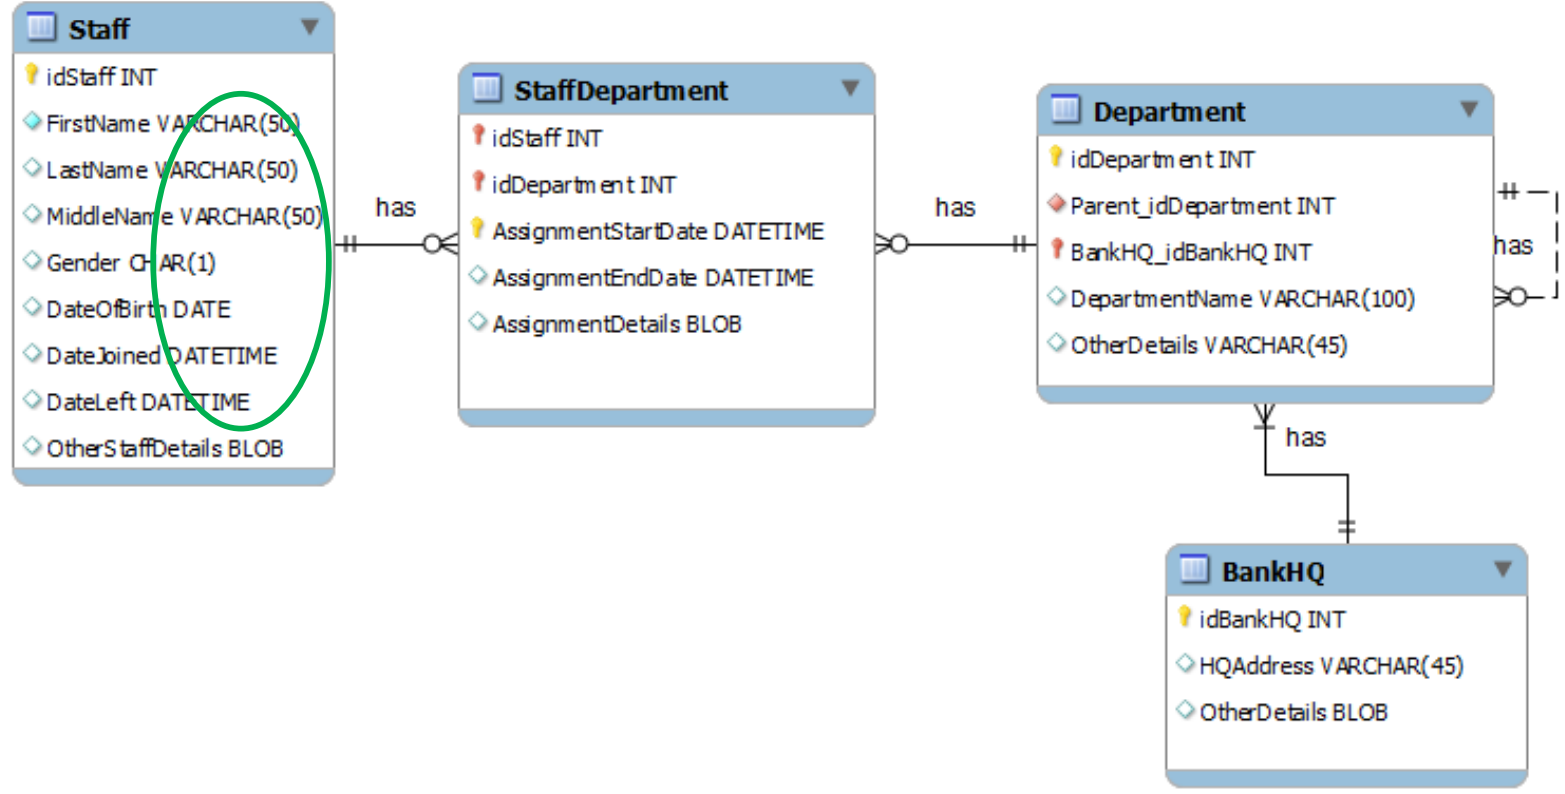 Staff
idStaff INT
FirstName VARCHAR(50)
LastName VARCHAR(50)
MiddleName VARCHAR(50)
Gender CHAR(1)
DateOfBirth DATE
DateJoined DATETIME
DateLeft DATETIME
OtherStaffDetails BLOB
has
StaffDepartment
idStaff INT
idDepartment INT
AssignmentStartDate DATETIME
AssignmentEndDate DATETIME
AssignmentDetails BLOB
has
Department
idDepartment INT
Parent_idDepartment INT
BankHQ_idBankHQ INT
DepartmentName VARCHAR(100)
OtherDetails VARCHAR(45)
has
has
BankHQ
idBankHQ INT
HQAddress VARCHAR(45)
OtherDetails BLOB